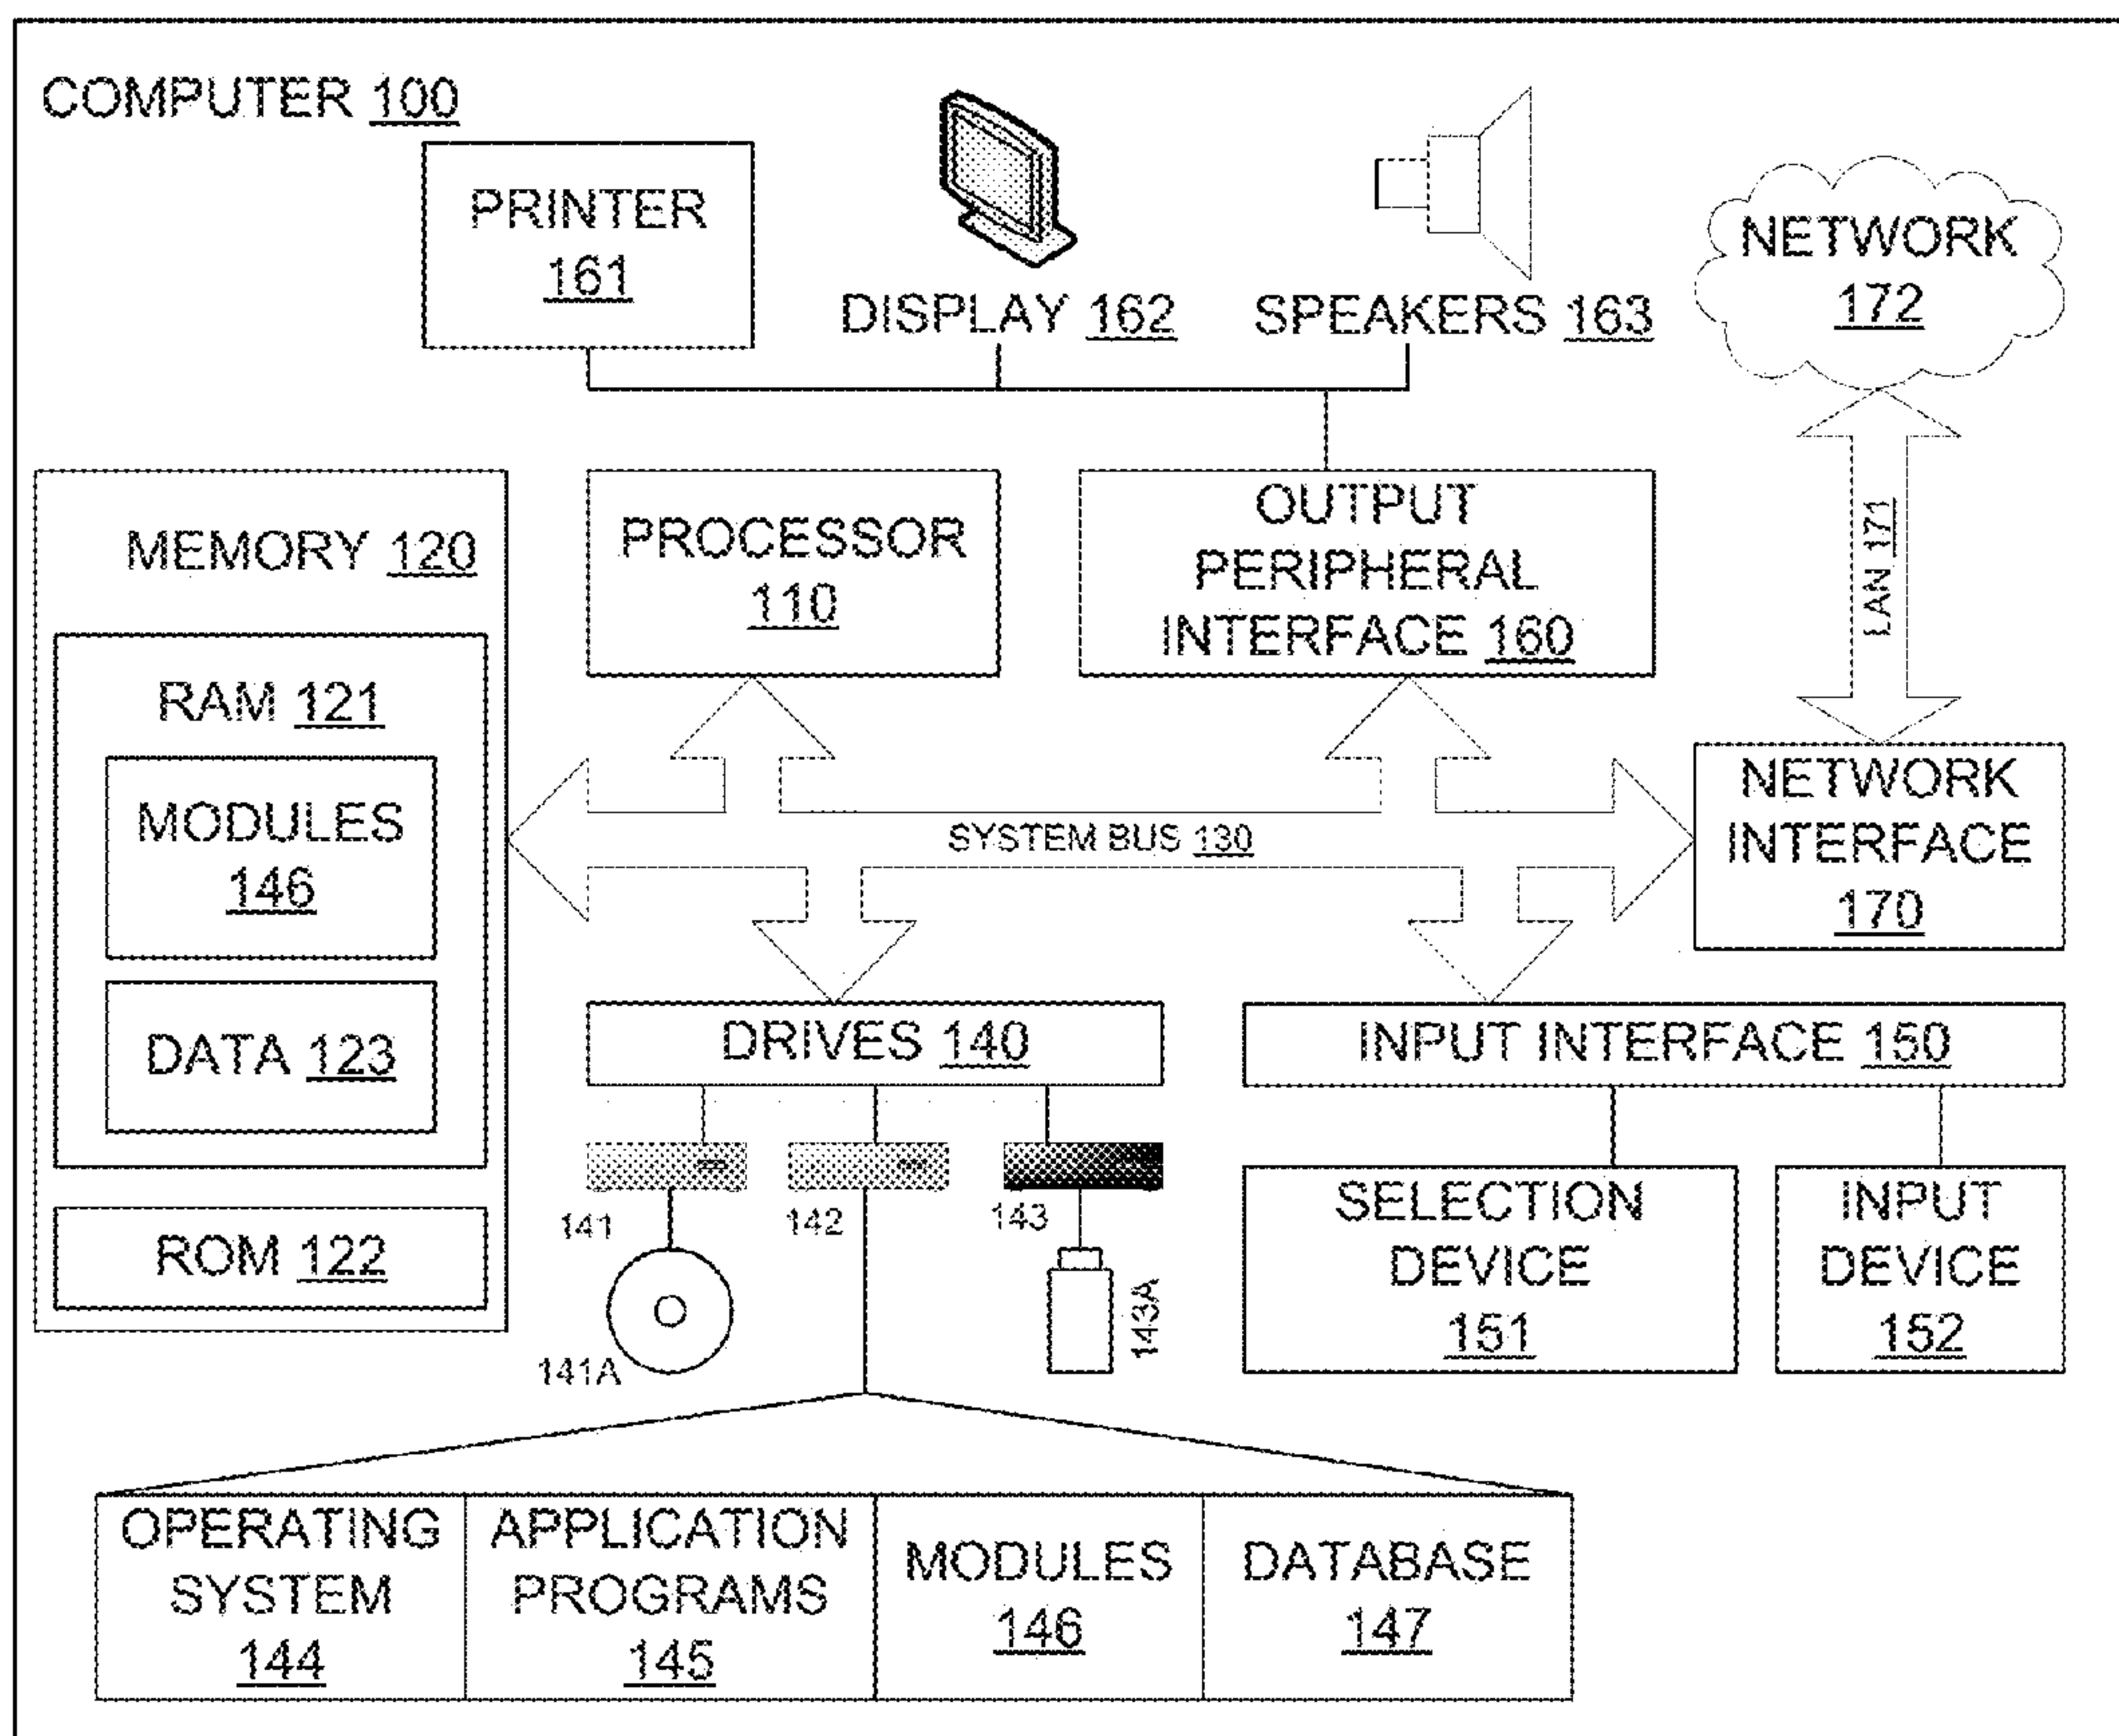 COMPUTER 100
PRINTER
161
DISPLAY 162
SPEAKERS 163
NETWORK
172
MEMORY 120
RAM 121
MODULES
146
DATA 123
ROM 122
PROCESSOR
110
OUTPUT
PERIPHERAL
INTERFACE 160
LAN 171
SYSTEM BUS 130
NETWORK
INTERFACE
170
DRIVES 140
141
142
143
141A
143A
INPUT INTERFACE 150
SELECTION
DEVICE
151
INPUT
DEVICE
152
OPERATING
SYSTEM
144
APPLICATION
PROGRAMS
145
MODULES
146
DATABASE
147